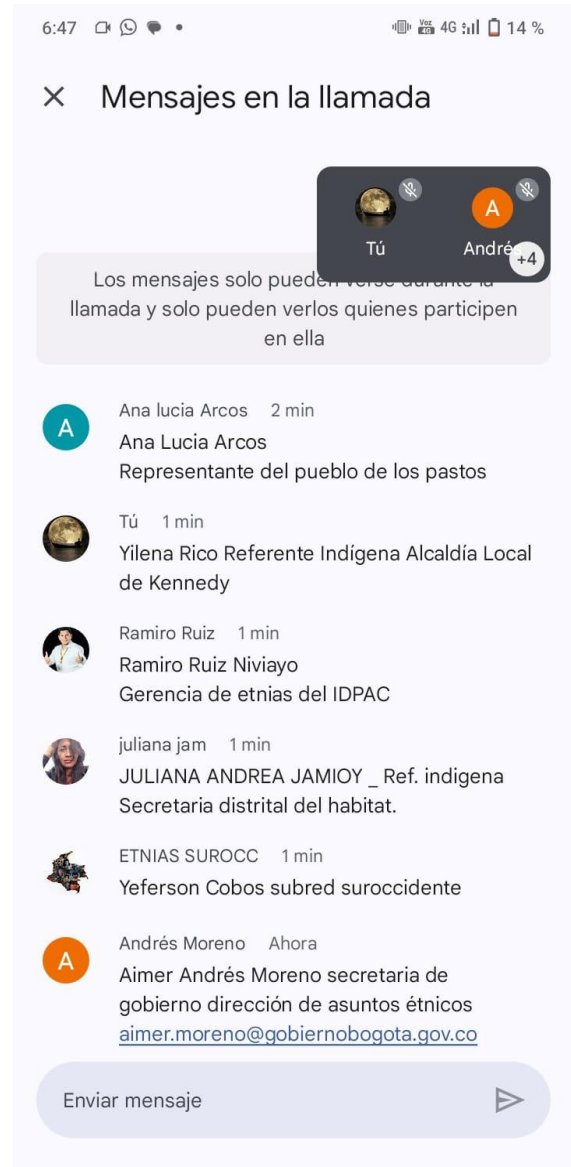 6:47
Voz
4G
4G
14 %
Mensajes en la llamada
A
Tú
Andrés
+4
Los mensajes solo pueden verse durante la
llamada y solo pueden verlos quienes participen
en ella
A
Ana lucia Arcos 2 min
Ana Lucia Arcos
Representante del pueblo de los pastos
Tú 1 min
Yilena Rico Referente Indígena Alcaldía Local
de Kennedy
Ramiro Ruiz 1 min
Ramiro Ruiz Niviayo
Gerencia de etnias del IDPAC
juliana jam 1 min
JULIANA ANDREA JAMIOY _ Ref. indigena
Secretaria distrital del habitat.
ETNIAS SUROCC 1 min
Yeferson Cobos subred suroccidente
A
Andrés Moreno Ahora
Aimer Andrés Moreno secretaria de
gobierno dirección de asuntos étnicos
aimer.moreno@gobiernobogota.gov.co
Enviar mensaje